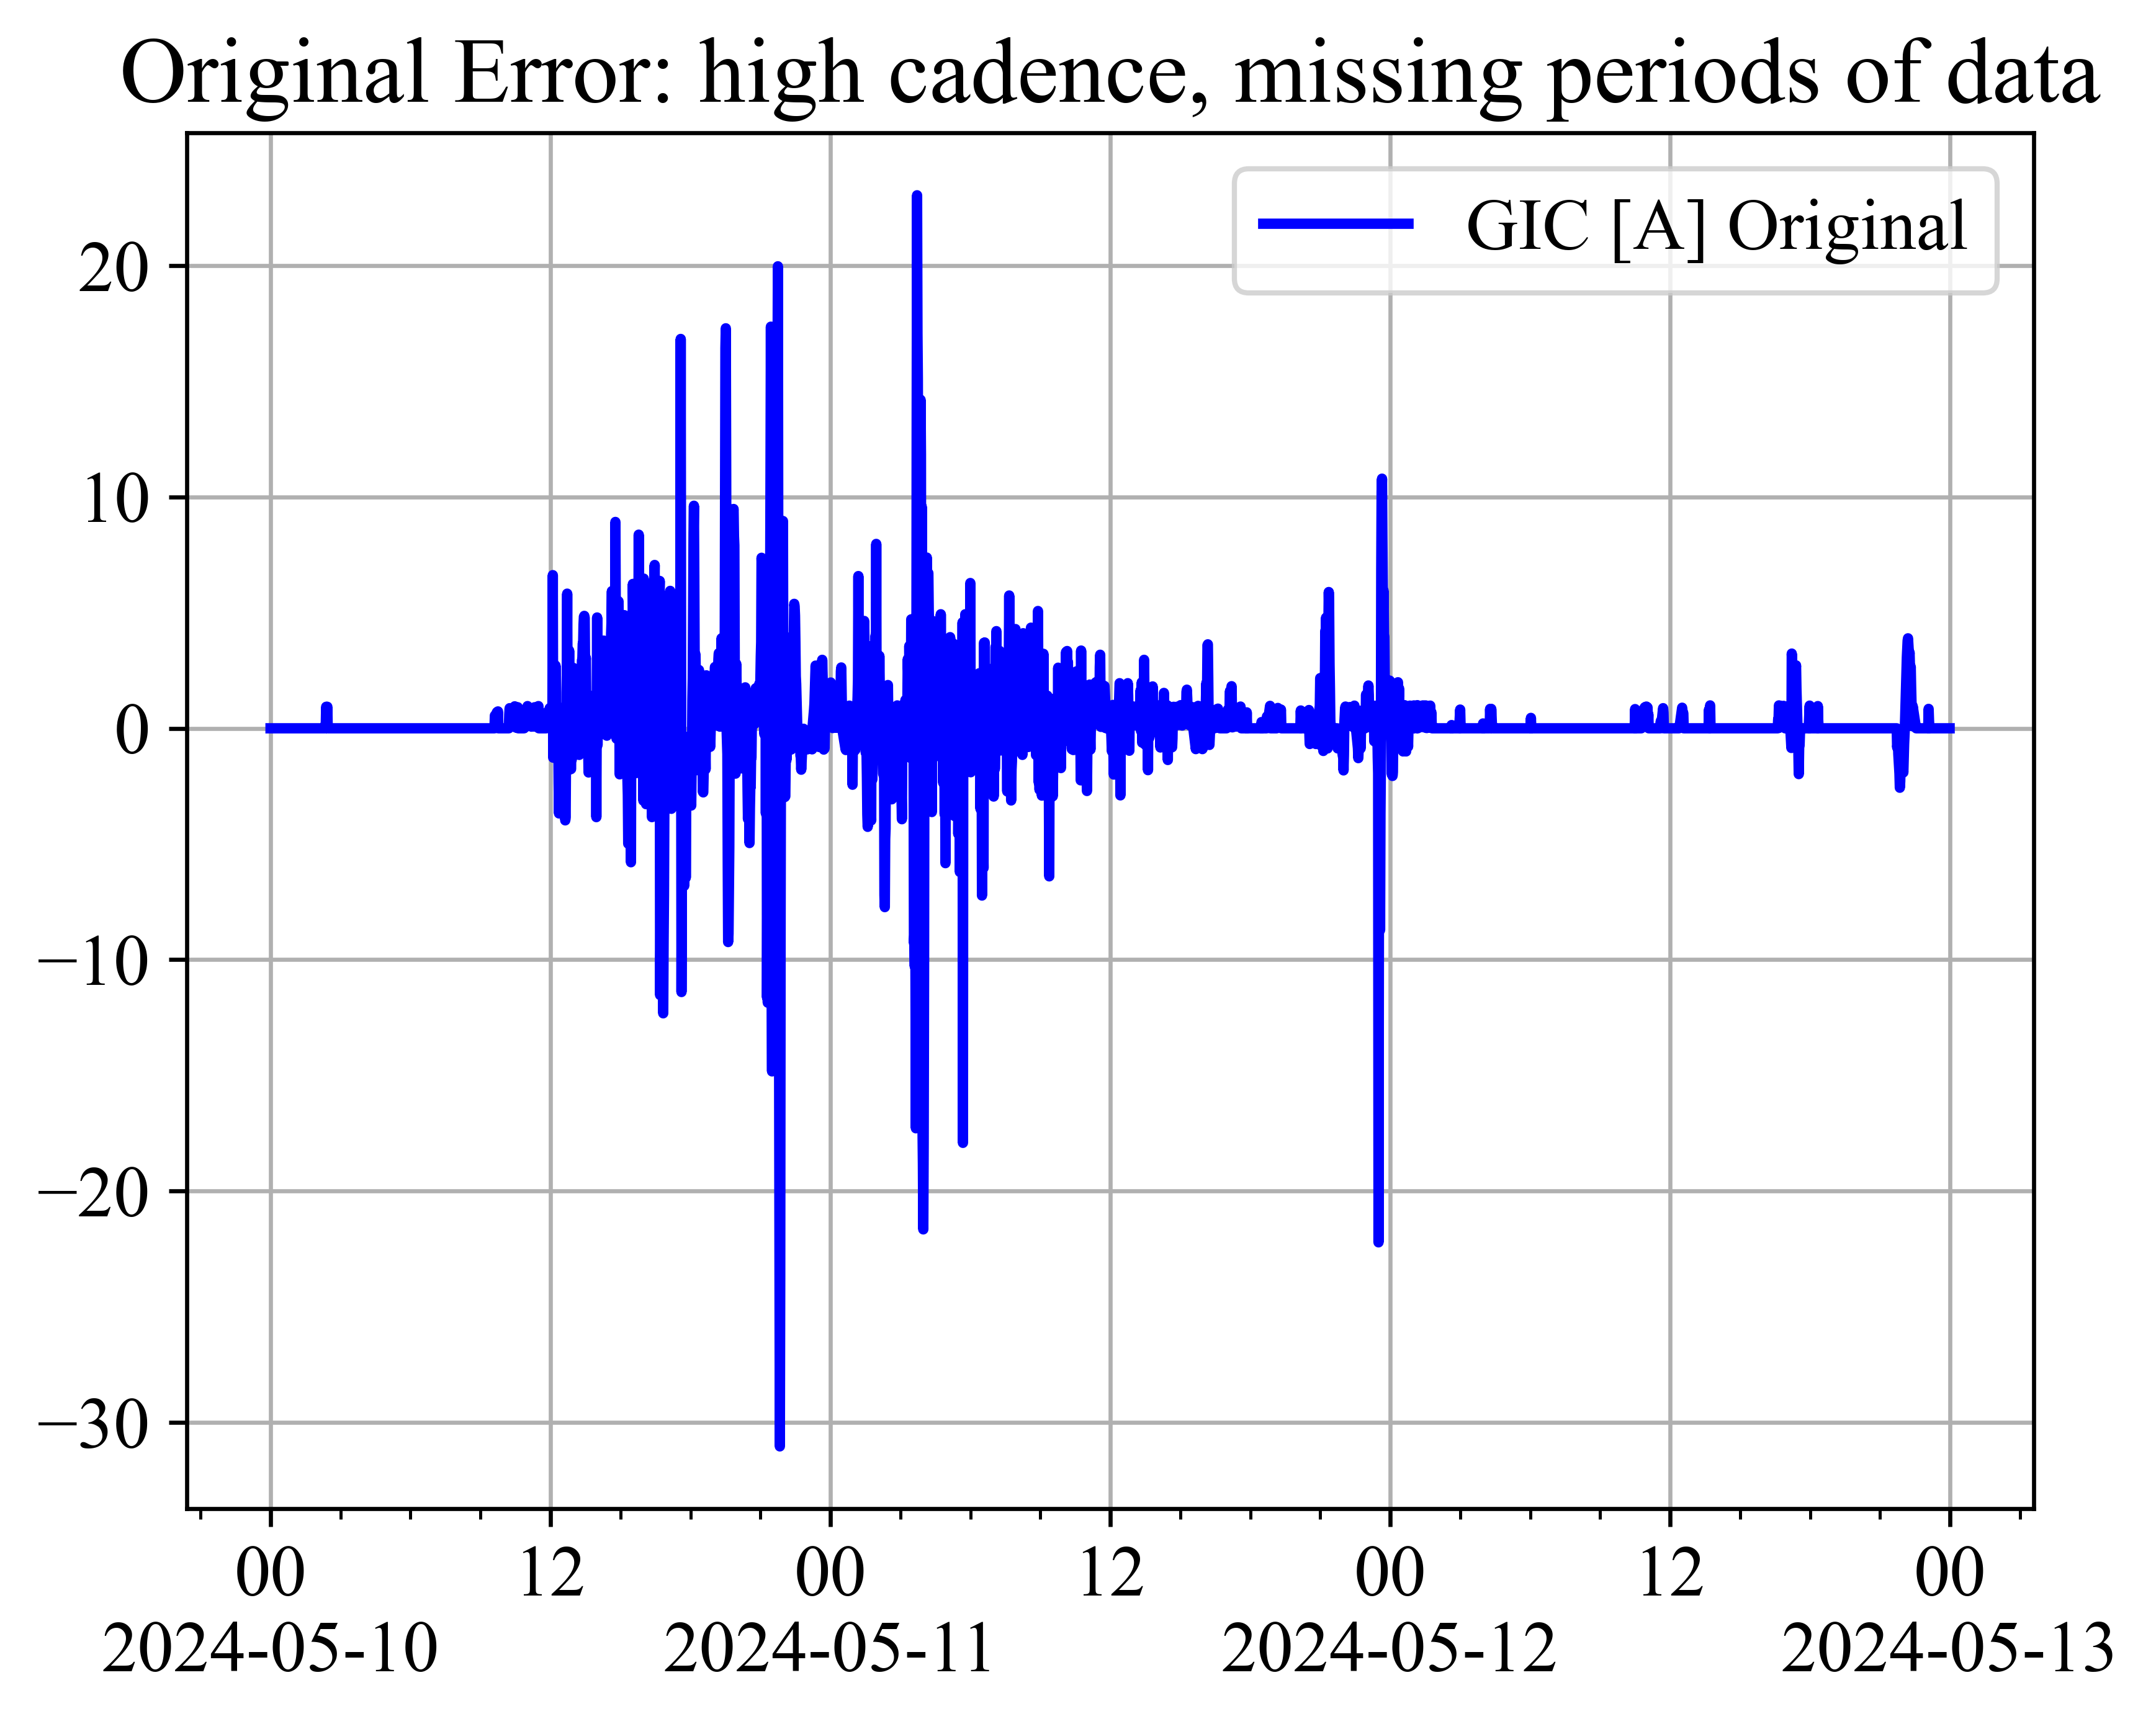 Original Error: high cadence, missing periods of data
GIC [A] Original
20
10
0
−10
−20
−30
00 12 00 12 00 12 00
2024-05-10 2024-05-11 2024-05-12 2024-05-13